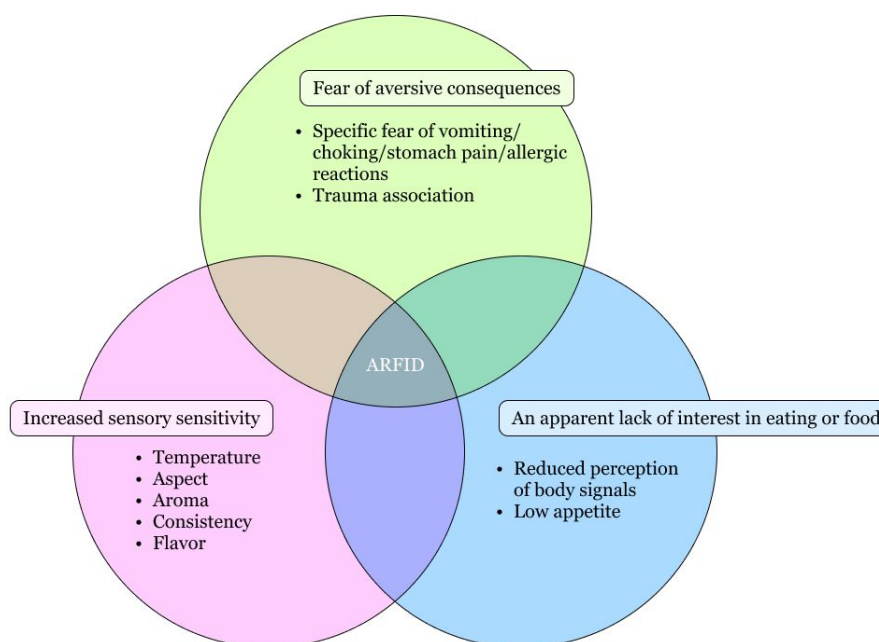 Fear of aversive consequences
• Specific fear of vomiting/
choking/stomach pain/allergic
reactions
• Trauma association
ARFID
Increased sensory sensitivity
• Temperature
• Aspect
• Aroma
• Consistency
• Flavor
An apparent lack of interest in eating or food
• Reduced perception
of body signals
• Low appetite